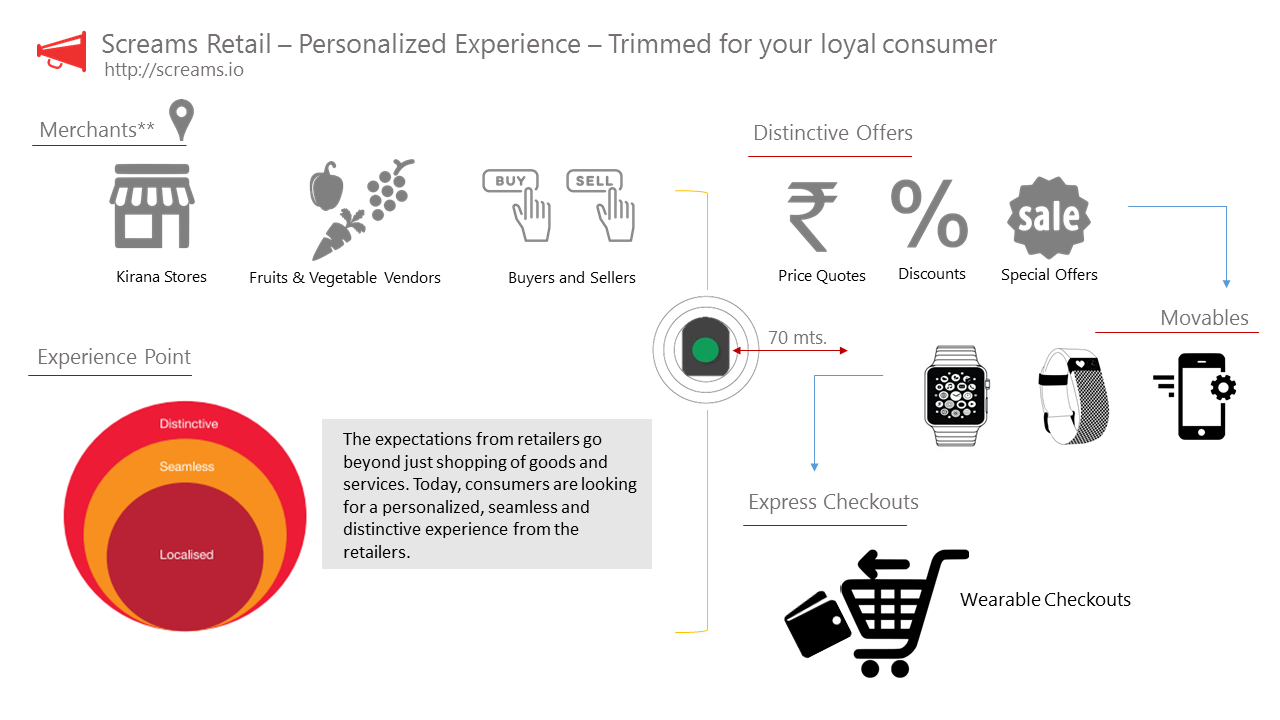 Screams Retail – Personalized Experience – Trimmed for your loyal consumer
http://screams.io
Merchants**
Kirana Stores
Fruits & Vegetable Vendors
BUY
SELL
Buyers and Sellers
Distinctive Offers
₹
%
sale
Price Quotes
Discounts
Special Offers
Movables
70 mts.
Experience Point
Distinctive
Seamless
Localised
The expectations from retailers go
beyond just shopping of goods and
services. Today, consumers are looking
for a personalized, seamless and
distinctive experience from the
retailers.
Express Checkouts
Wearable Checkouts